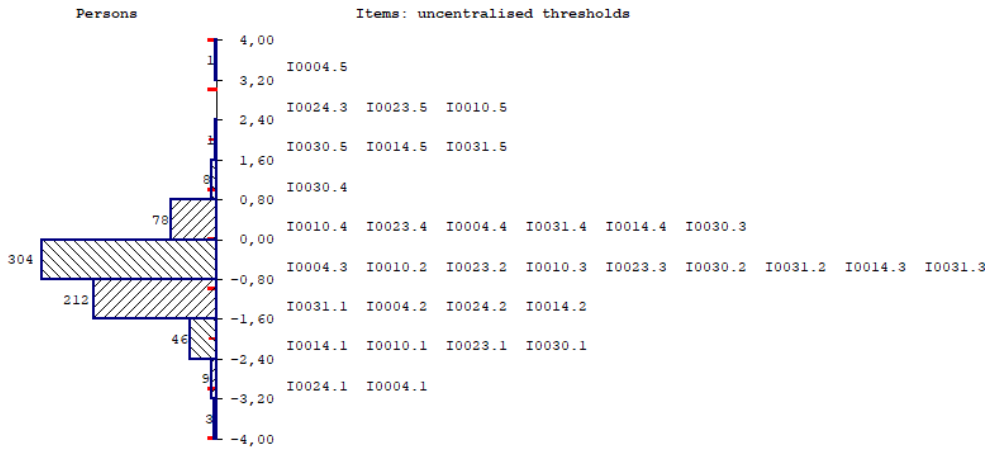 Persons Items: uncentralised thresholds
4,00
1 I0004.5
3,20
I0024.3 I0023.5 I0010.5
2,40
1 I0030.5 I0014.5 I0031.5
1,60
8 I0030.4
0,80
78 I0010.4 I0023.4 I0004.4 I0031.4 I0014.4 I0030.3
0,00
304 I0004.3 I0010.2 I0023.2 I0010.3 I0023.3 I0030.2 I0031.2 I0014.3 I0031.3
-0,80
212 I0031.1 I0004.2 I0024.2 I0014.2
-1,60
46 I0014.1 I0010.1 I0023.1 I0030.1
-2,40
9 I0024.1 I0004.1
-3,20
3
-4,00